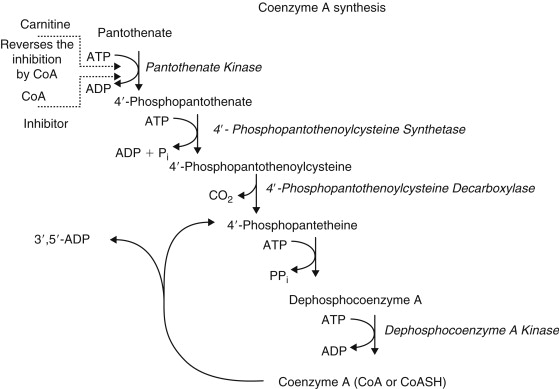 Coenzyme A synthesis
Carnitine
Pantothenate
Reverses the
inhibition
by CoA
ATP
Pantothenate Kinase
ADP
CoA
4′-Phosphopantothenate
Inhibitor
ATP
4′- Phosphopantothenoylcysteine Synthetase
ADP + Pi
4′-Phosphopantothenoylcysteine
CO2
4′-Phosphopantothenoylcysteine Decarboxylase
4′-Phosphopantetheine
3′,5′-ADP
ATP
PPi
Dephosphocoenzyme A
ATP
Dephosphocoenzyme A Kinase
ADP
Coenzyme A (CoA or CoASH)